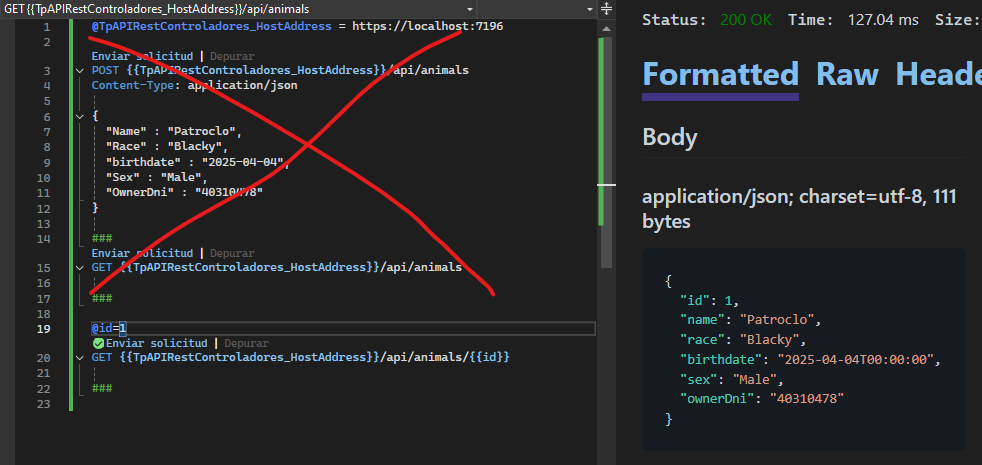 GET {{TpAPIRestControladores_HostAddress}}/api/animals
1 @TpAPIRestControladores_HostAddress = https://localhost:7196
2
Enviar solicitud | Depurar
3 POST {{TpAPIRestControladores_HostAddress}}/api/animals
4 Content-Type: application/json
5
6 {
7 "Name" : "Patroclo",
8 "Race" : "Blacky",
9 "birthdate" : "2025-04-04",
10 "Sex" : "Male",
11 "OwnerDni" : "40310478"
12 }
13
14 ###
Enviar solicitud | Depurar
15 GET {{TpAPIRestControladores_HostAddress}}/api/animals
16
17 ###
18
19 @id=1
Enviar solicitud | Depurar
20 GET {{TpAPIRestControladores_HostAddress}}/api/animals/{{id}}
21
22 ###
23
Status: 200 OK Time: 127.04 ms Size:
Formatted Raw Heade
Body
application/json; charset=utf-8, 111
bytes
{
"id": 1,
"name": "Patroclo",
"race": "Blacky",
"birthdate": "2025-04-04T00:00:00",
"sex": "Male",
"ownerDni": "40310478"
}